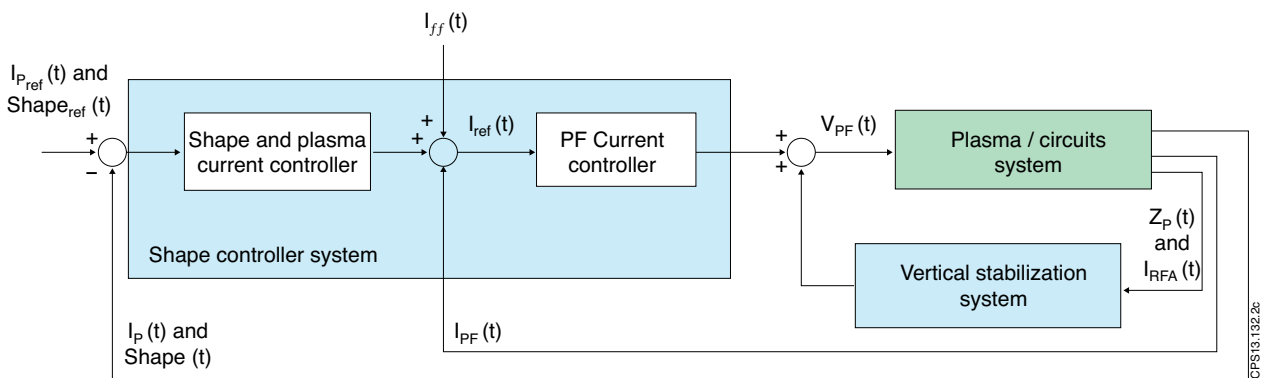 I_ff (t)
I_Pref (t) and
Shape_ref (t)
+
−
Shape and plasma
current controller
+
+
I_ref (t)
PF Current
controller
+
+
V_PF (t)
Plasma / circuits
system
Shape controller system
Z_P (t)
and
I_RFA (t)
Vertical stabilization
system
I_P (t) and
Shape (t)
I_PF (t)
CPS13.132.2c